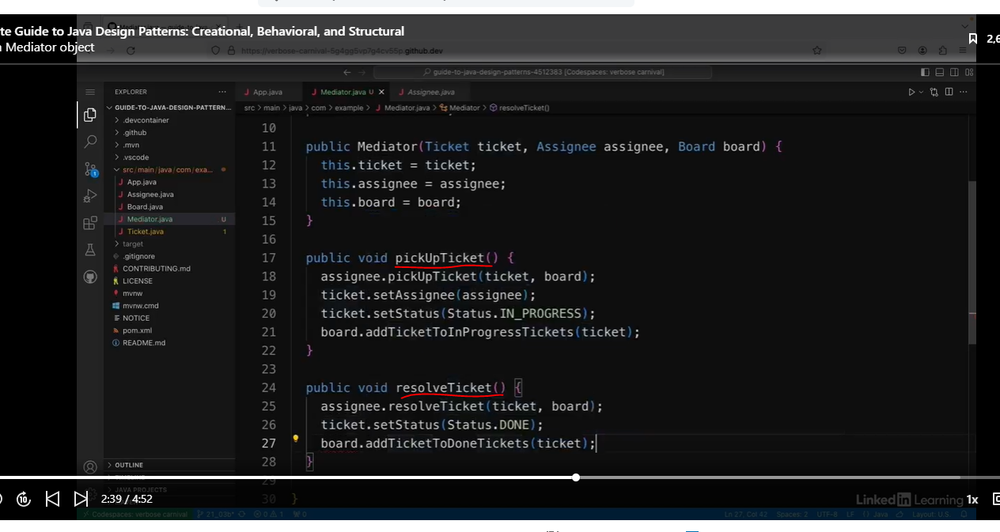 te Guide to Java Design Patterns: Creational, Behavioral, and Structural
Mediator object
2,6
https://verbose-carnival-5g4gg5vp7g4cv55p.github.dev
guide-to-java-design-patterns-4512383 [Codespaces: verbose carnival]
EXPLORER
GUIDE-TO-JAVA-DESIGN-PATTERN...
.devcontainer
.github
.mvn
.vscode
src/main/java/com/exa...
App.java
Assignee.java
Board.java
Mediator.java U
Ticket.java 1
target
.gitignore
CONTRIBUTING.md
LICENSE
mvnw
mvnw.cmd
NOTICE
pom.xml
README.md
OUTLINE
TIMELINE
JAVA PROJECTS
App.java Mediator.java U Assignee.java
src > main > java > com > example > Mediator.java > Mediator > resolveTicket()
10
11 public Mediator(Ticket ticket, Assignee assignee, Board board) {
12 this.ticket = ticket;
13 this.assignee = assignee;
14 this.board = board;
15 }
16
17 public void pickUpTicket() {
18 assignee.pickUpTicket(ticket, board);
19 ticket.setAssignee(assignee);
20 ticket.setStatus(Status.IN_PROGRESS);
21 board.addTicketToInProgressTickets(ticket);
22 }
23
24 public void resolveTicket() {
25 assignee.resolveTicket(ticket, board);
26 ticket.setStatus(Status.DONE);
27 board.addTicketToDoneTickets(ticket);
28 }
29
30 }
10 2:39 / 4:52
LinkedIn Learning 1x
Codespaces: verbose carnival 21_03b* 0 1 0 Ln 27, Col 42 Spaces: 2 UTF-8 LF {} Java Layout: U.S.